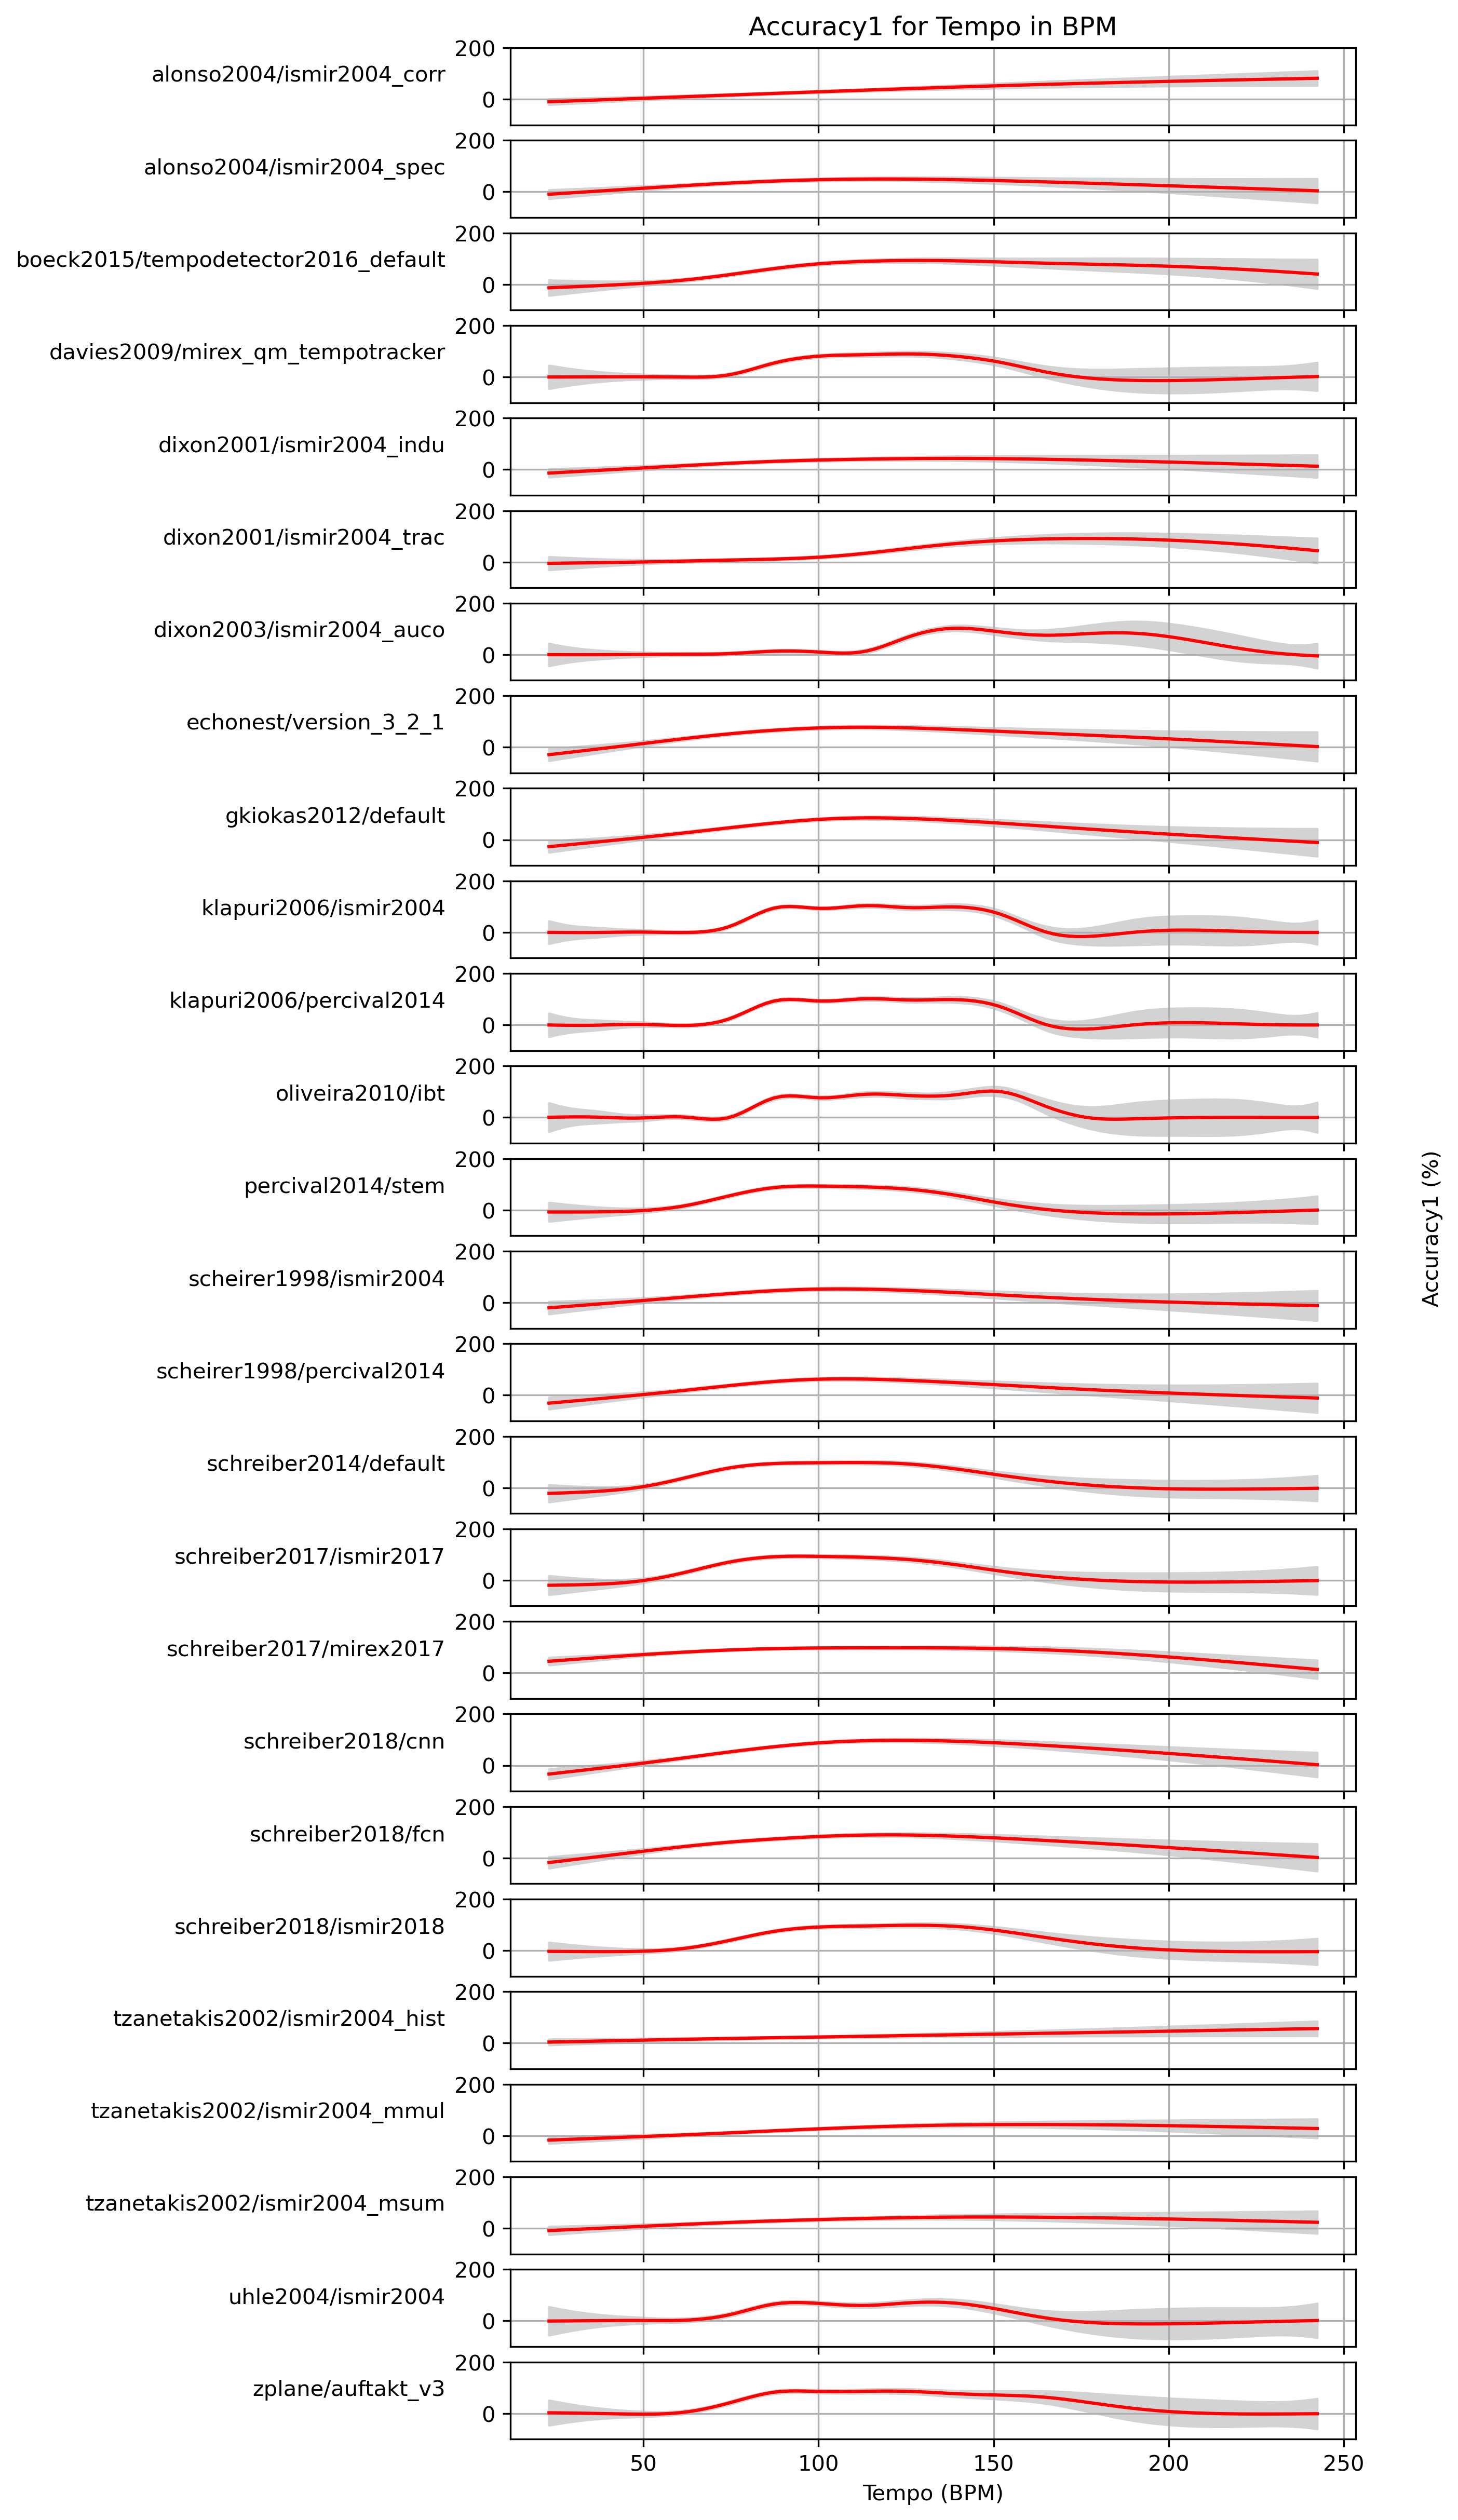 Accuracy1 for Tempo in BPM
200
alonso2004/ismir2004_corr
0
200
alonso2004/ismir2004_spec
0
200
boeck2015/tempodetector2016_default
0
200
davies2009/mirex_qm_tempotracker
0
200
dixon2001/ismir2004_indu
0
200
dixon2001/ismir2004_trac
0
200
dixon2003/ismir2004_auco
0
200
echonest/version_3_2_1
0
200
gkiokas2012/default
0
200
klapuri2006/ismir2004
0
200
klapuri2006/percival2014
0
200
oliveira2010/ibt
0
200
percival2014/stem
0
Accuracy1 (%)
200
scheirer1998/ismir2004
0
200
scheirer1998/percival2014
0
200
schreiber2014/default
0
200
schreiber2017/ismir2017
0
200
schreiber2017/mirex2017
0
200
schreiber2018/cnn
0
200
schreiber2018/fcn
0
200
schreiber2018/ismir2018
0
200
tzanetakis2002/ismir2004_hist
0
200
tzanetakis2002/ismir2004_mmul
0
200
tzanetakis2002/ismir2004_msum
0
200
uhle2004/ismir2004
0
200
zplane/auftakt_v3
0
50 100 150 200 250
Tempo (BPM)